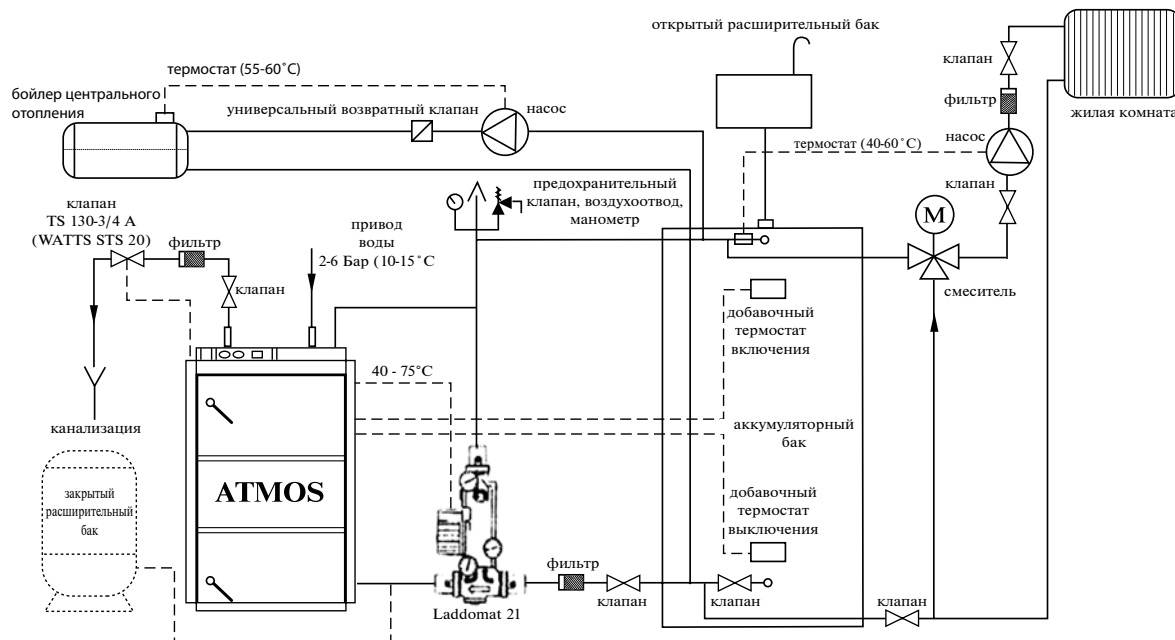 открытый расширительный бак
термостат (55-60˚С)
бойлер центрального
отопления
универсальный возвратный клапан
насос
клапан
фильтр
жилая комната
насос
термостат (40-60˚С)
клапан
предохранительный
клапан, воздухоотвод,
манометр
клапан
TS 130-3/4 A
(WATTS STS 20)
фильтр
привод
воды
2-6 Бар (10-15˚С
клапан
M
смеситель
добавочный
термостат
включения
40 - 75˚С
канализация
аккумуляторный
бак
закрытый
расширительный
бак
ATMOS
добавочный
термостат
выключения
фильтр
клапан
клапан
клапан
Laddomat 21